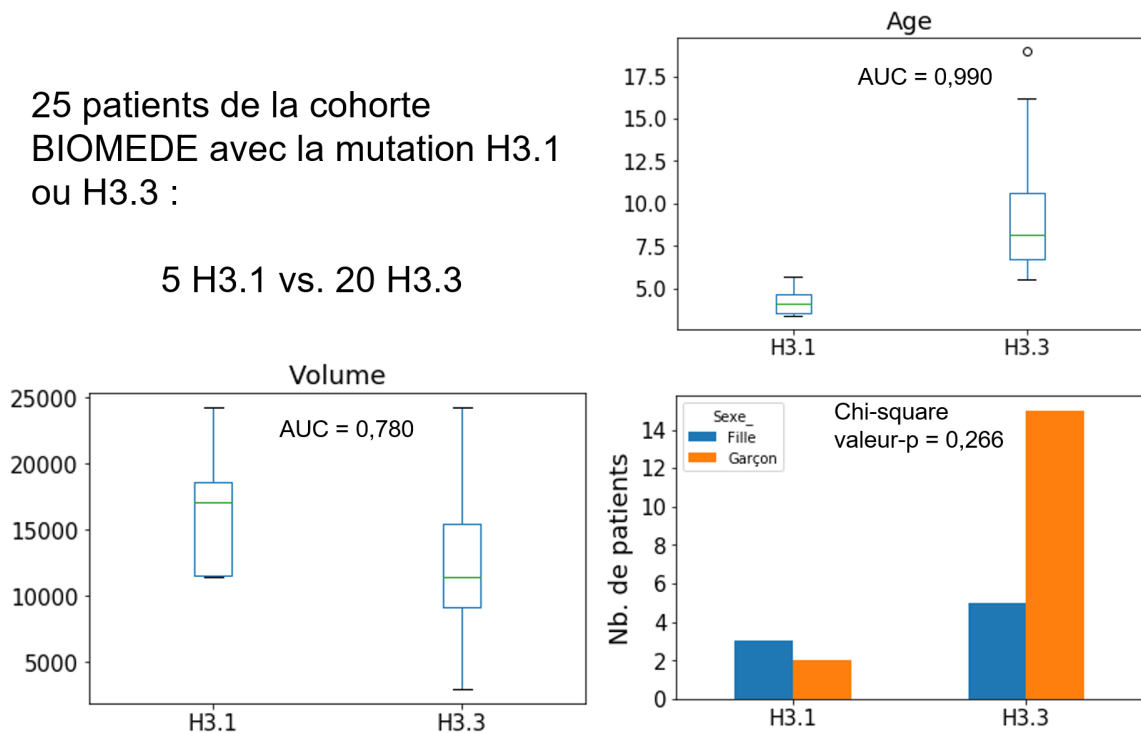 25 patients de la cohorte
BIOMEDE avec la mutation H3.1
ou H3.3 :
5 H3.1 vs. 20 H3.3
Age
AUC = 0,990
17.5
15.0
12.5
10.0
7.5
5.0
H3.1 H3.3
Volume
AUC = 0,780
25000
20000
15000
10000
5000
H3.1 H3.3
Chi-square
valeur-p = 0,266
Sexe_
Fille
Garçon
Nb. de patients
14
12
10
8
6
4
2
0
H3.1 H3.3